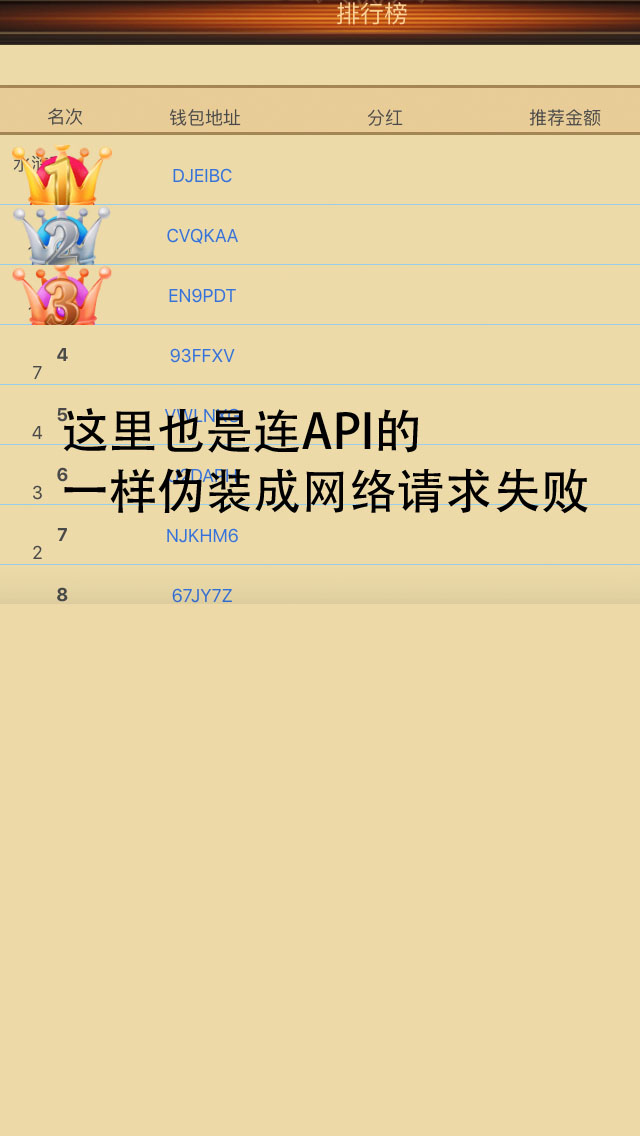 排行榜
名次 钱包地址 分红 推荐金额
1 DJEIBC
2 CVQKAA
3 EN9PDT
4 93FFXV
7
5
4
这里也是连API的
6
3
一样伪装成网络请求失败
7 NJKHM6
2
8 67JY7Z